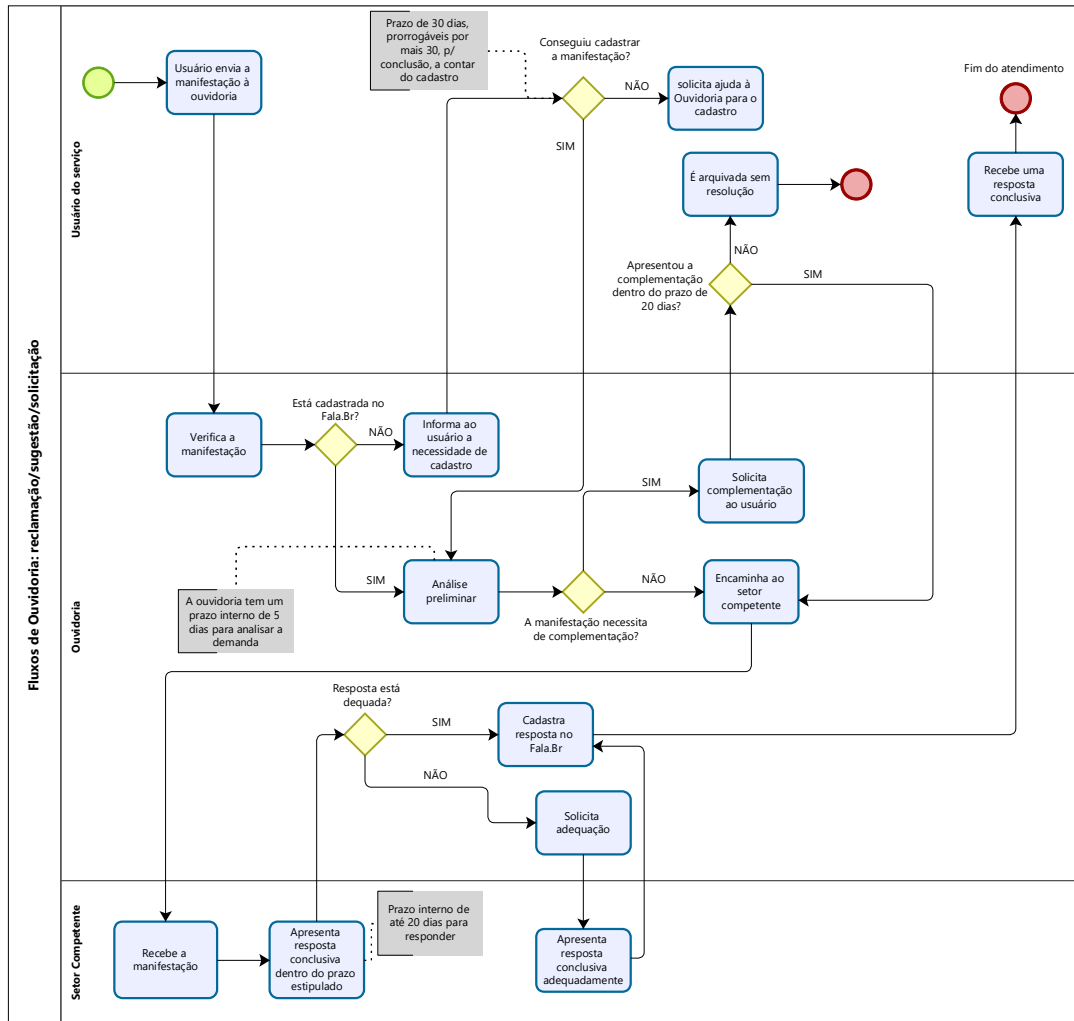 Fluxos de Ouvidoria: reclamação/sugestão/solicitação
Usuário do serviço
Usuário envia a
manifestação à
ouvidoria
Prazo de 30 dias,
prorrogáveis por
mais 30, p/
conclusão, a contar
do cadastro
Conseguiu cadastrar
a manifestação?
NÃO
solicita ajuda à
Ouvidoria para o
cadastro
SIM
Fim do atendimento
Recebe uma
resposta
conclusiva
É arquivada sem
resolução
NÃO
Apresentou a
complementação
dentro do prazo de
20 dias?
SIM
Ouvidoria
Verifica a
manifestação
Está cadastrada no
Fala.Br?
NÃO
Informa ao
usuário a
necessidade de
cadastro
SIM
Solicita
complementação
ao usuário
SIM
Análise
preliminar
NÃO
Encaminha ao
setor
competente
A ouvidoria tem um
prazo interno de 5
dias para analisar a
demanda
A manifestação necessita
de complementação?
Resposta está
dequada?
SIM
Cadastra
resposta no
Fala.Br
NÃO
Solicita
adequação
Setor Competente
Recebe a
manifestação
Apresenta
resposta
conclusiva
dentro do prazo
estipulado
Prazo interno de
até 20 dias para
responder
Apresenta
resposta
conclusiva
adequadamente